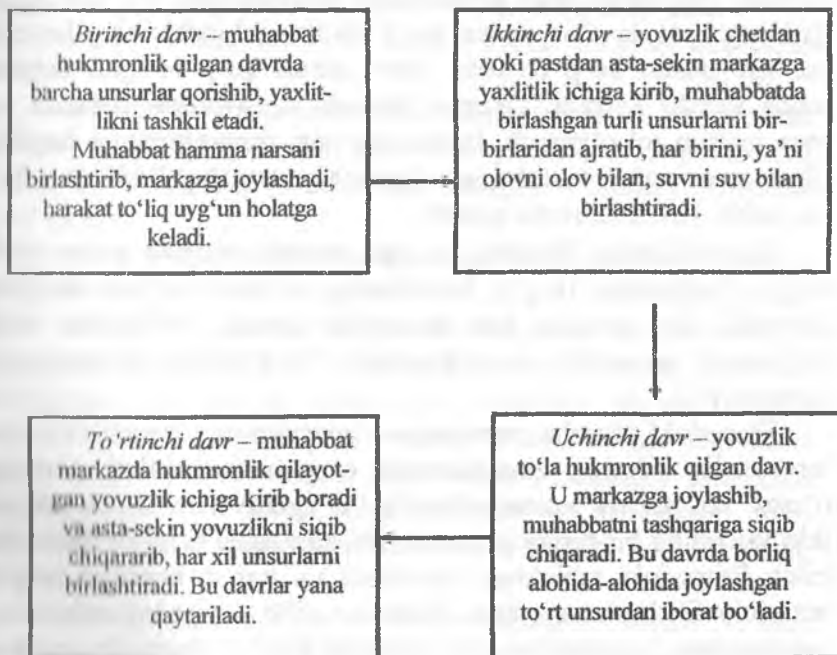 Birinchi davr – muhabbat
hukmronlik qilgan davrda
barcha unsurlar qorishib, yaxlit-
likni tashkil etadi.
Muhabbat hamma narsani
birlashtirib, markazga joylashadi,
harakat to‘liq uyg‘un holatga
keladi.
Ikkinchi davr – yovuzlik chetdan
yoki pastdan asta-sekin markazga
yaxlitlik ichiga kirib, muhabbatda
birlashgan turli unsurlarni bir-
birlaridan ajratib, har birini, ya’ni
olovni olov bilan, suvni suv bilan
birlashtiradi.
Uchinchi davr – yovuzlik
to‘la hukmronlik qilgan davr.
U markazga joylashib,
muhabbatni tashqariga siqib
chiqaradi. Bu davrda borliq
alohida-alohida joylashgan
to‘rt unsurdan iborat bo‘ladi.
To‘rtinchi davr – muhabbat
markazda hukmronlik qilayot-
gan yovuzlik ichiga kirib boradi
va asta-sekin yovuzlikni siqib
chiqararib, har xil unsurlarni
birlashtiradi. Bu davrlar yana
qaytariladi.